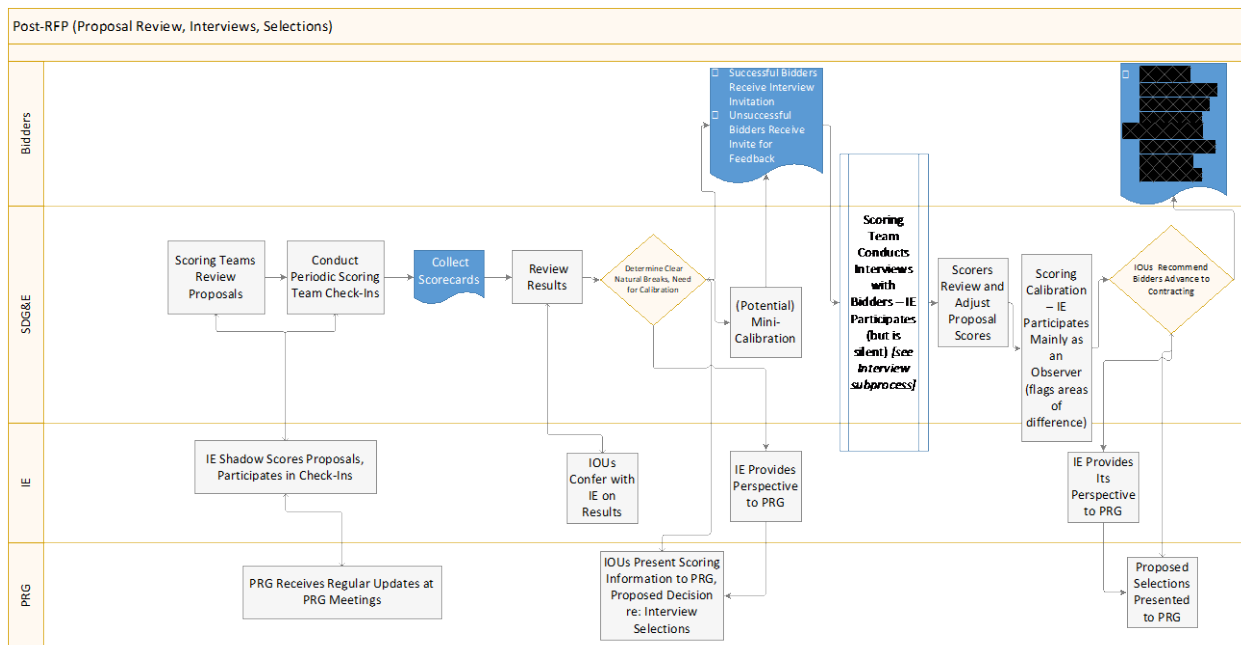 Post-RFP (Proposal Review, Interviews, Selections)
Bidders
Successful Bidders
Receive Interview
Invitation
Unsuccessful
Bidders Receive
Invite for
Feedback
SDG&E
Scoring Teams
Review
Proposals
Conduct
Periodic Scoring
Team Check-Ins
Collect
Scorecards
Review
Results
Determine Clear
Natural Breaks, Need
for Calibration
(Potential)
Mini-
Calibration
Scoring
Team
Conducts
Interviews
with
Bidders – IE
Participates
(but is
silent) [see
Interview
subprocess]
Scorers
Review and
Adjust
Proposal
Scores
Scoring
Calibration
– IE
Participates
Mainly as
an
Observer
(flags areas
of
difference)
IOUs Recommend
Bidders Advance to
Contracting
IE
IE Shadow Scores Proposals,
Participates in Check-Ins
IOUs
Confer with
IE on
Results
IE Provides
Perspective
to PRG
IE Provides
Its
Perspective
to PRG
PRG
PRG Receives Regular Updates at
PRG Meetings
IOUs Present Scoring
Information to PRG,
Proposed Decision
re: Interview
Selections
Proposed
Selections
Presented
to PRG